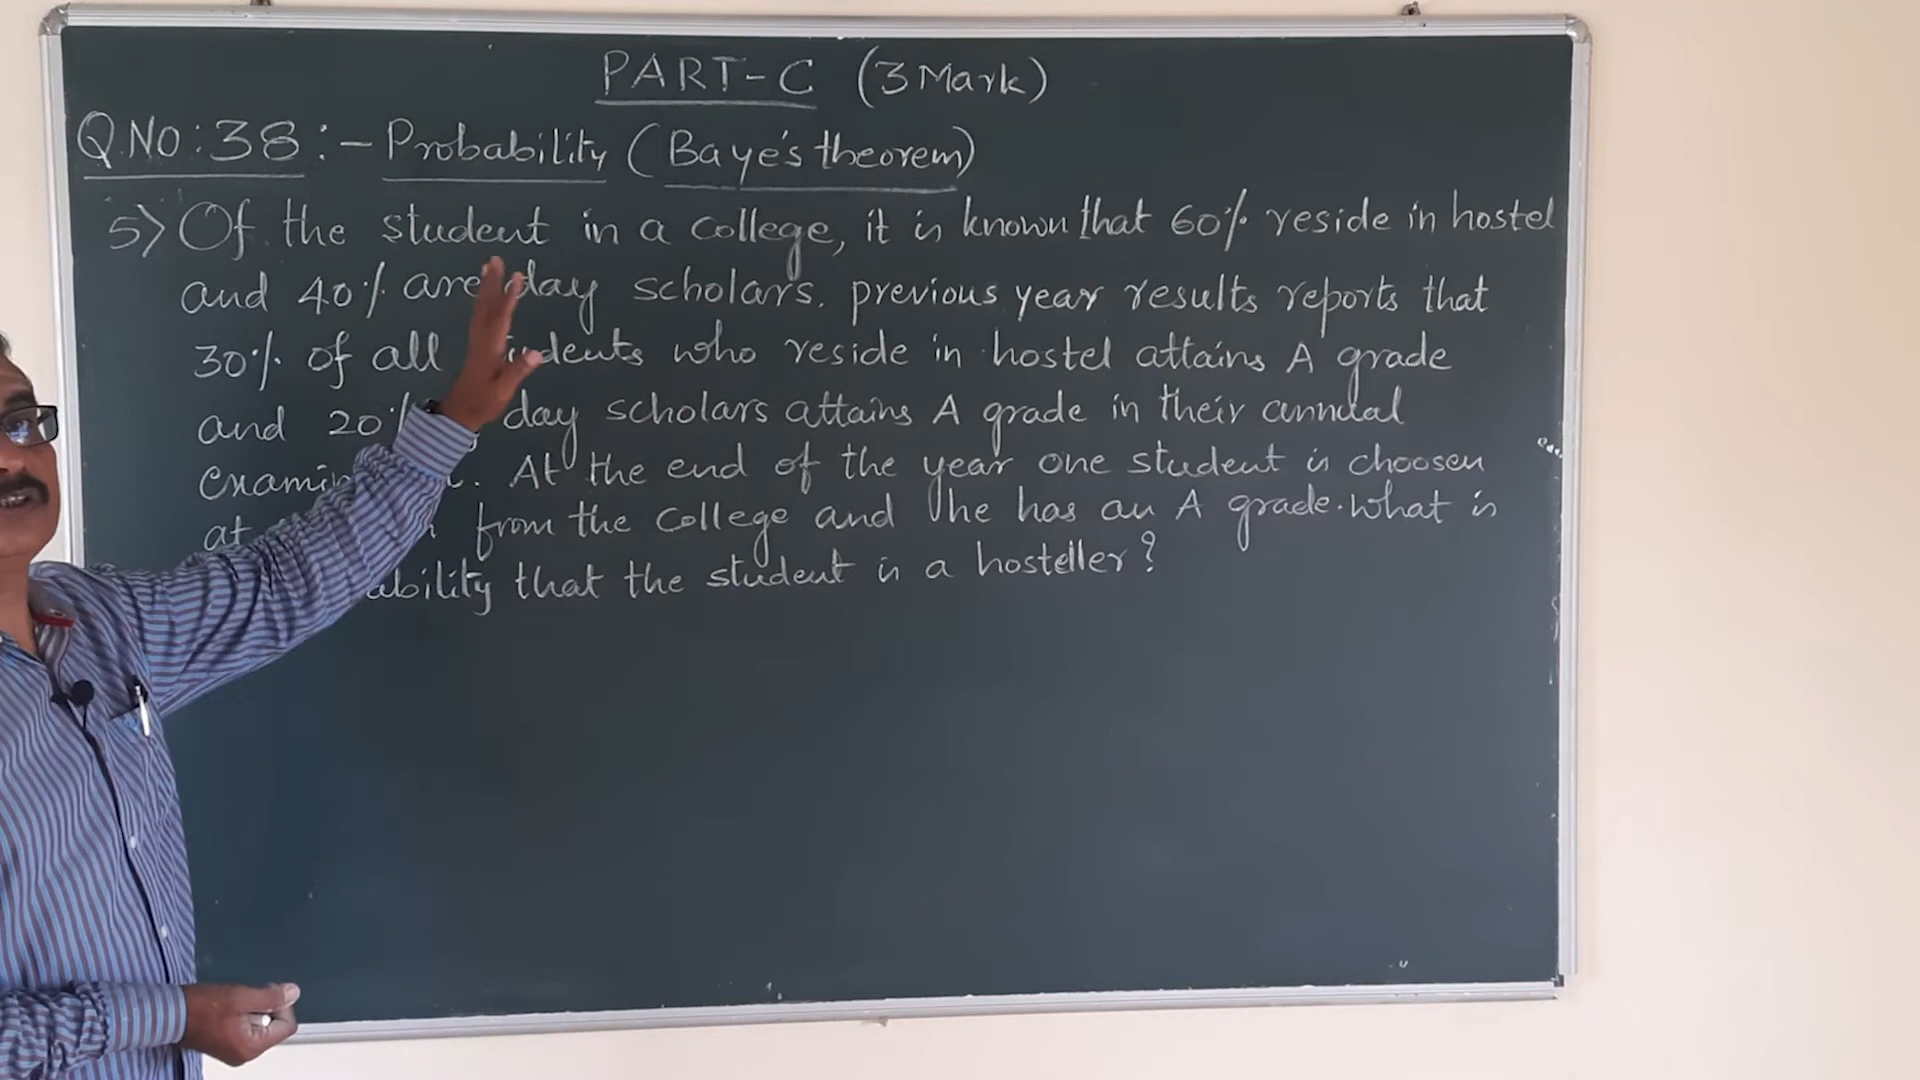 PART-C (3 Mark)
Q.NO:38:- Probability (Baye's theorem)
5) Of the student in a college, it is known that 60% reside in hostel
and 40% are day scholars. previous year results reports that
30% of all students who reside in hostel attains A grade
and 20% day scholars attains A grade in their annual
At the end of the year one student is choosen
at from the college and he has an A grade. what is
that the student is a hosteller?